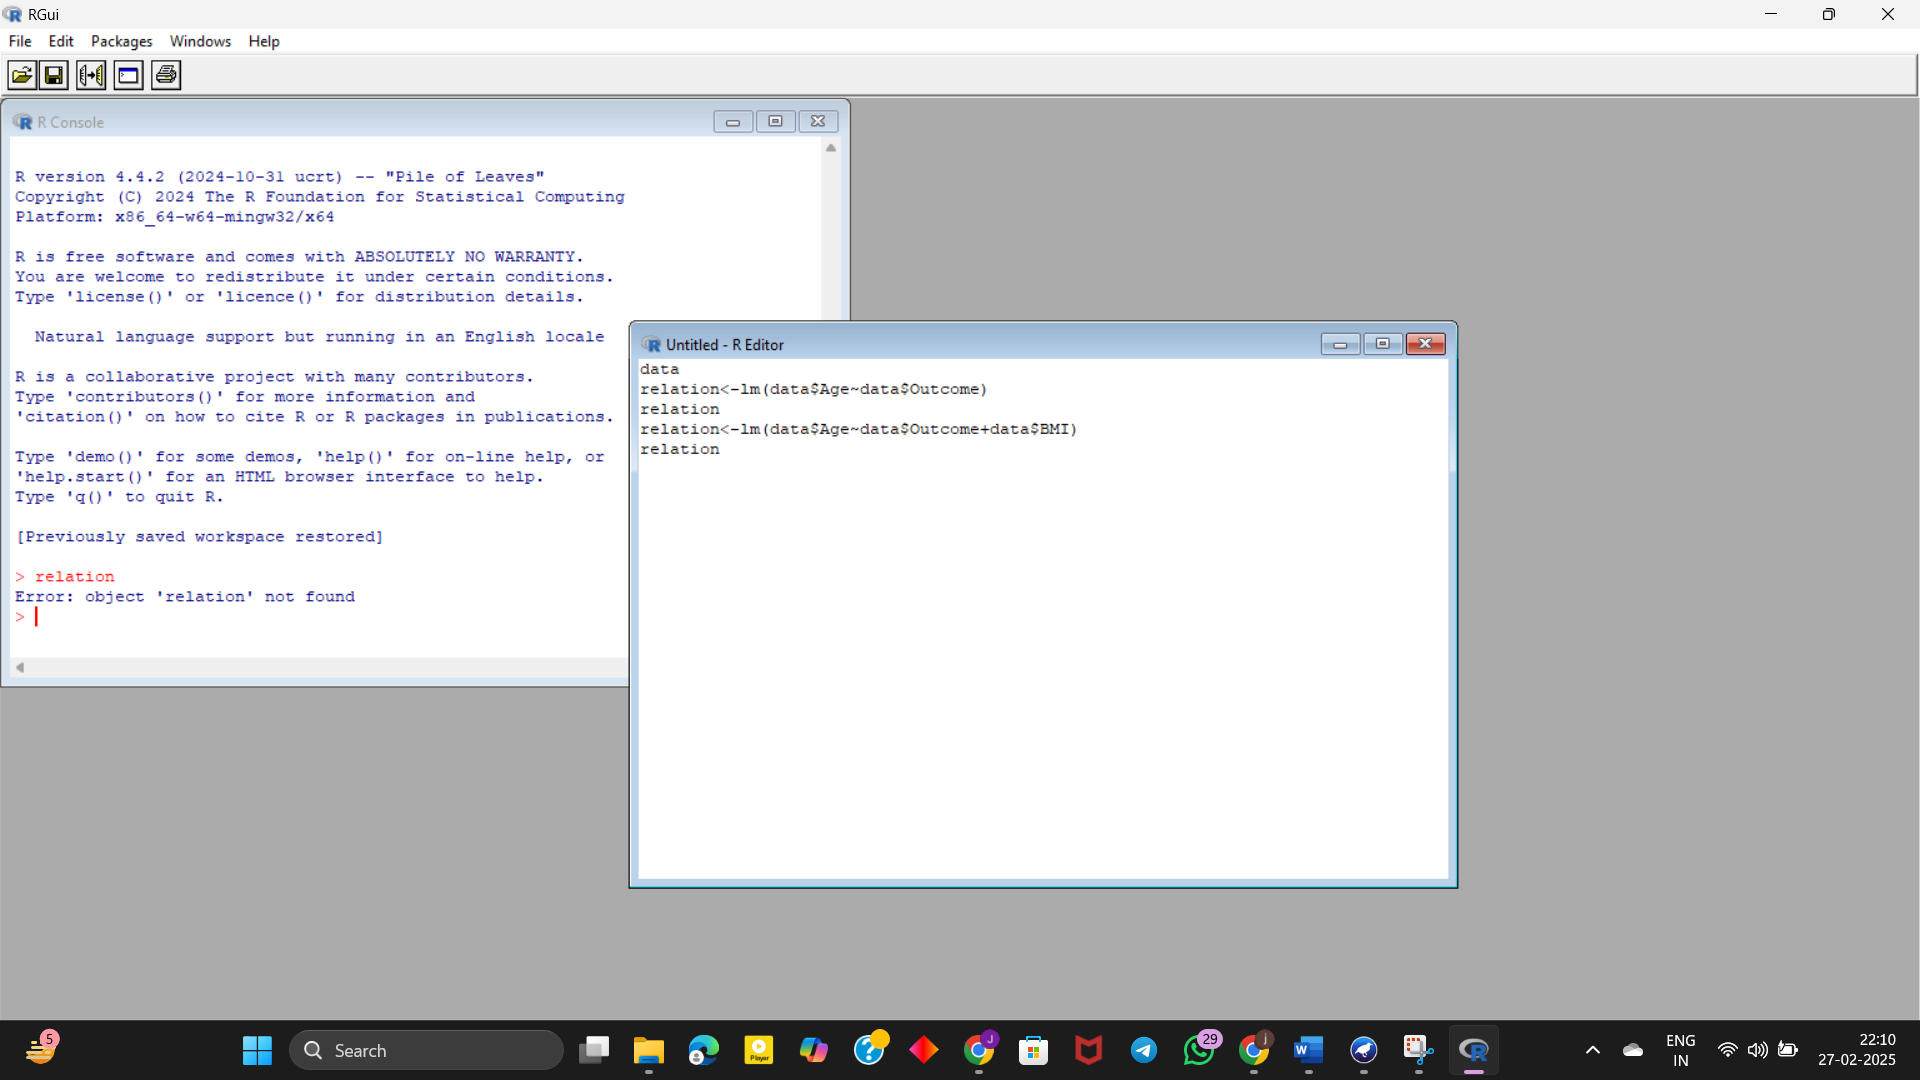 RGui
File Edit Packages Windows Help
R Console
R version 4.4.2 (2024-10-31 ucrt) -- "Pile of Leaves"
Copyright (C) 2024 The R Foundation for Statistical Computing
Platform: x86_64-w64-mingw32/x64
R is free software and comes with ABSOLUTELY NO WARRANTY.
You are welcome to redistribute it under certain conditions.
Type 'license()' or 'licence()' for distribution details.
Natural language support but running in an English locale
R is a collaborative project with many contributors.
Type 'contributors()' for more information and
'citation()' on how to cite R or R packages in publications.
Type 'demo()' for some demos, 'help()' for on-line help, or
'help.start()' for an HTML browser interface to help.
Type 'q()' to quit R.
[Previously saved workspace restored]
> relation
Error: object 'relation' not found
>
Untitled - R Editor
data
relation<-lm(data$Age~data$Outcome)
relation
relation<-lm(data$Age~data$Outcome+data$BMI)
relation
5
Search
Player
J
29
j
W
ENG
IN
22:10
27-02-2025